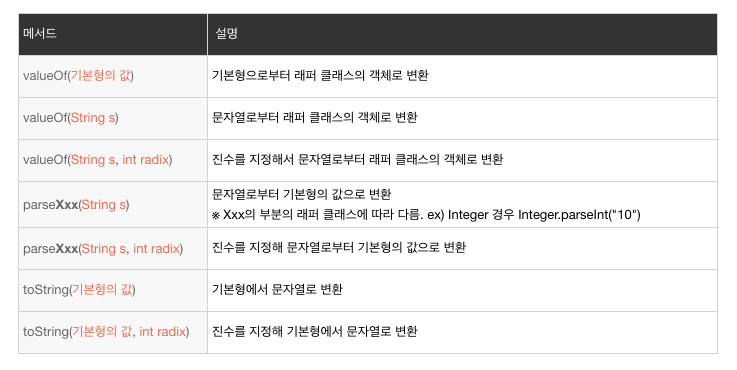 메서드 설명
valueOf(기본형의 값) 기본형으로부터 래퍼 클래스의 객체로 변환
valueOf(String s) 문자열로부터 래퍼 클래스의 객체로 변환
valueOf(String s, int radix) 진수를 지정해서 문자열로부터 래퍼 클래스의 객체로 변환
parseXxx(String s) 문자열로부터 기본형의 값으로 변환
※ Xxx의 부분의 래퍼 클래스에 따라 다름. ex) Integer 경우 Integer.parseInt("10")
parseXxx(String s, int radix) 진수를 지정해 문자열로부터 기본형의 값으로 변환
toString(기본형의 값) 기본형에서 문자열로 변환
toString(기본형의 값, int radix) 진수를 지정해 기본형에서 문자열로 변환